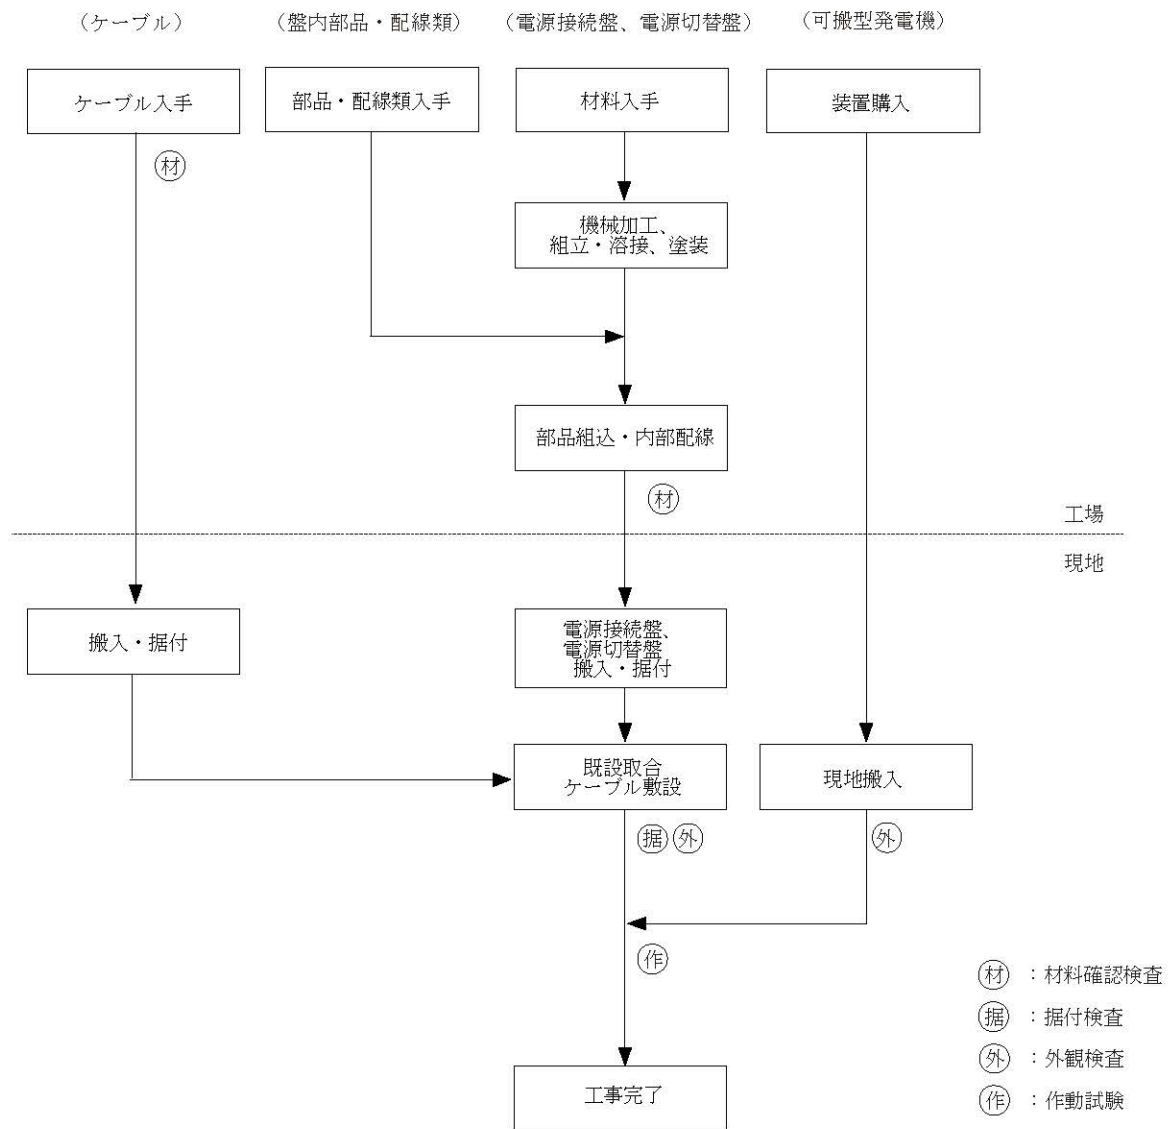 （ケーブル）
（盤内部品・配線類）
（電源接続盤、電源切替盤）
（可搬型発電機）
ケーブル入手
部品・配線類入手
材料入手
装置購入
材
機械加工、
組立・溶接、塗装
部品組込・内部配線
材
工場
現地
搬入・据付
電源接続盤、
電源切替盤
搬入・据付
既設取合
ケーブル敷設
現地搬入
据 外
外
作
工事完了
材 ：材料確認検査
据 ：据付検査
外 ：外観検査
作 ：作動試験